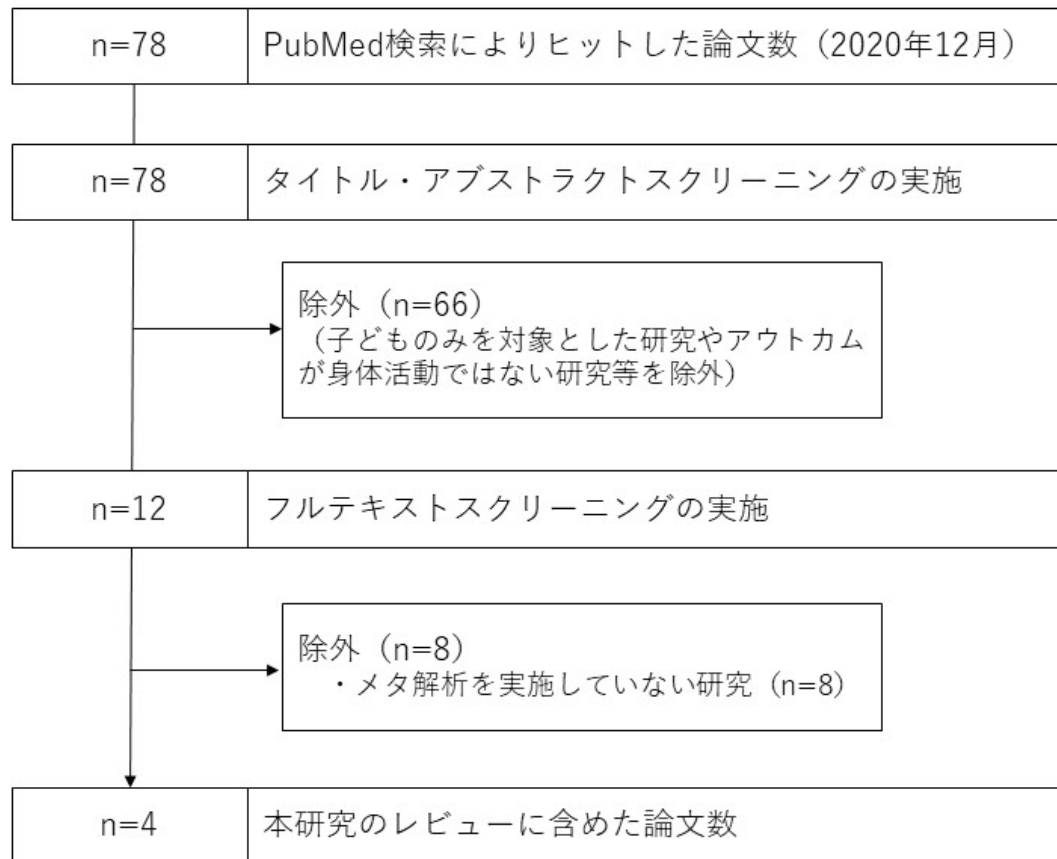 n=78 PubMed検索によりヒットした論文数（2020年12月）
n=78 タイトル・アブストラクトスクリーニングの実施
除外（n=66）
（子どものみを対象とした研究やアウトカム
が身体活動ではない研究等を除外）
n=12 フルテキストスクリーニングの実施
除外（n=8）
・メタ解析を実施していない研究（n=8）
n=4 本研究のレビューに含めた論文数